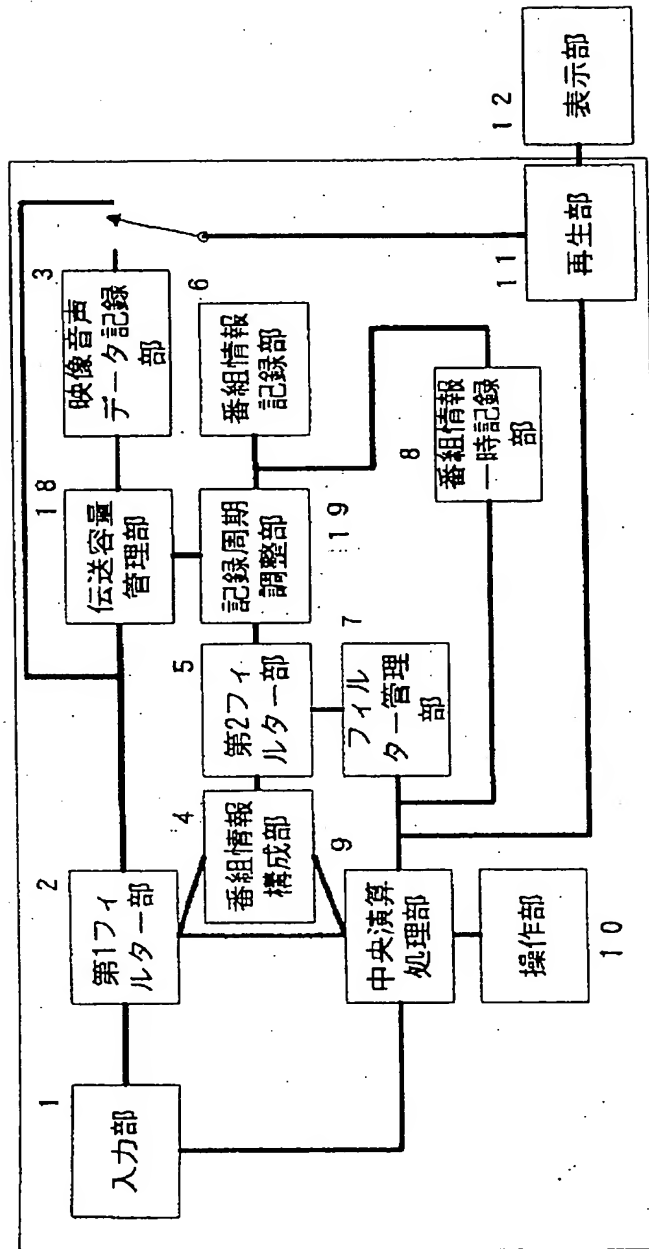 1
入力部
2
第1フィ
ルター部
18
伝送容量
管理部
3
映像音声
データ記録
部
4
番組情報
構成部
5
第2フィ
ルター部
記録周期
調整部
19
6
番組情報
記録部
9
中央演算
処理部
7
フィル
ター管理
部
8
番組情報
一時記録
部
操作部
10
11
再生部
12
表示部